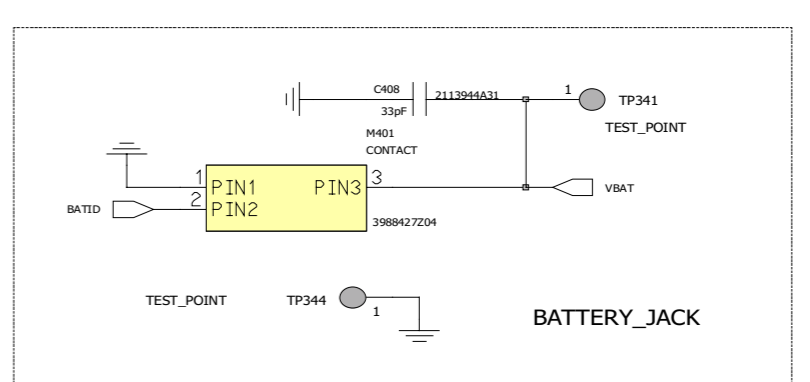 C408
2113944A31
33pF
1
TP341
TEST_POINT
M401
CONTACT
1
PIN1
PIN3
3
2
PIN2
BATID
VBAT
3988427Z04
TEST_POINT
TP344
1
BATTERY_JACK